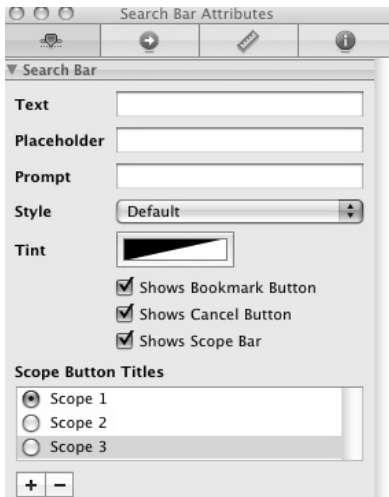 Search Bar Attributes
Search Bar
Text
Placeholder
Prompt
Style Default
Tint
Shows Bookmark Button
Shows Cancel Button
Shows Scope Bar
Scope Button Titles
Scope 1
Scope 2
Scope 3
+ −